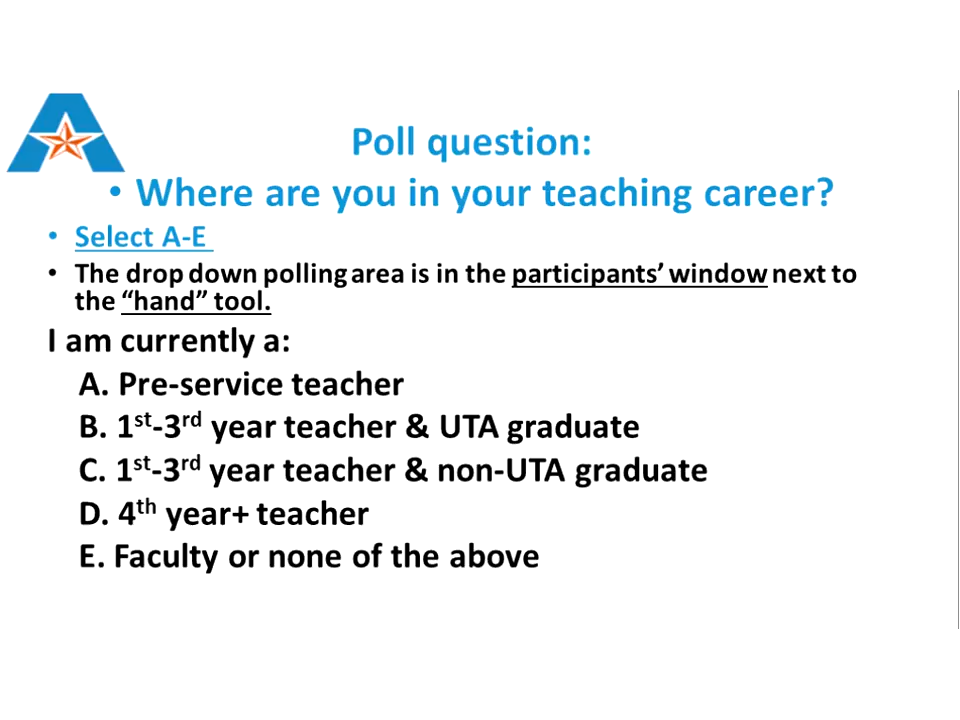 Poll question:
• Where are you in your teaching career?
• Select A-E
• The drop down polling area is in the participants’ window next to
the “hand” tool.
I am currently a:
A. Pre-service teacher
B. 1st-3rd year teacher & UTA graduate
C. 1st-3rd year teacher & non-UTA graduate
D. 4th year+ teacher
E. Faculty or none of the above